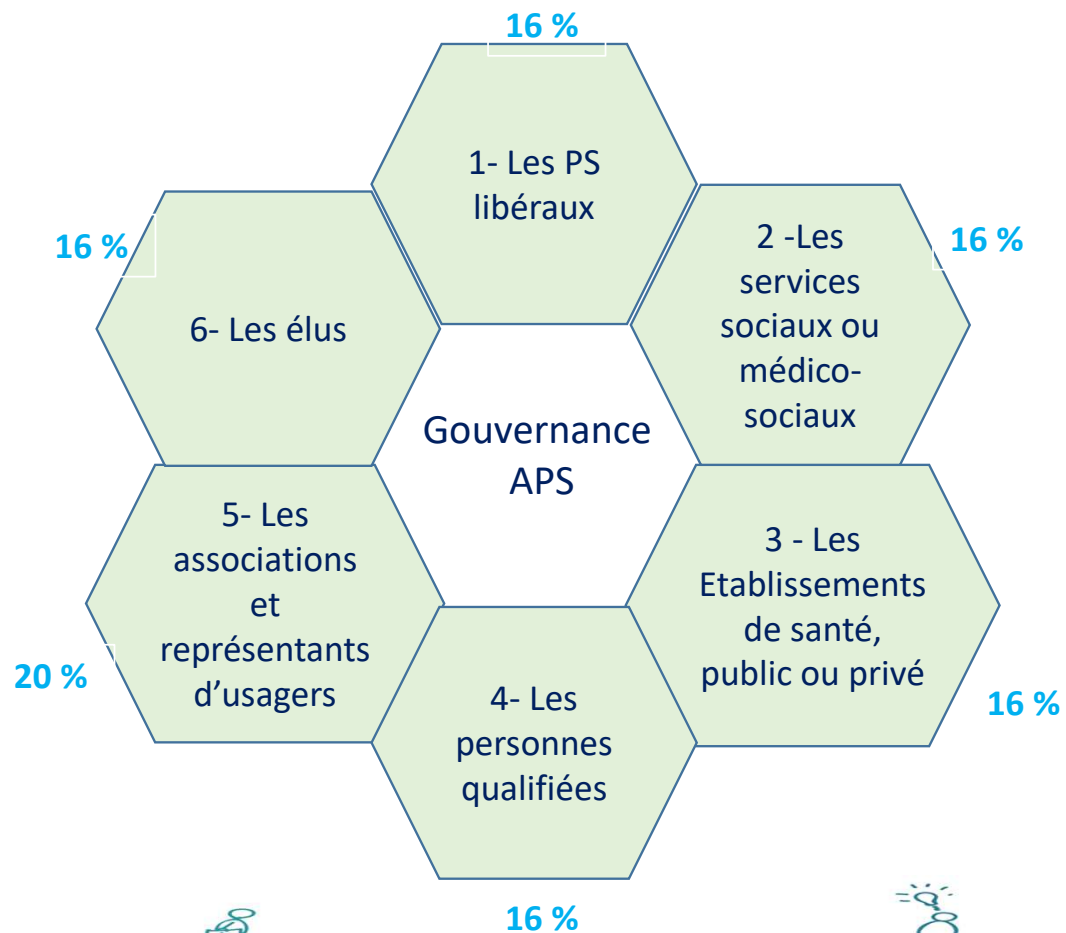 16 %
1- Les PS
libéraux
16 %
2 -Les
services
sociaux ou
médico-
sociaux
16 %
6- Les élus
Gouvernance
APS
5- Les
associations
et
représentants
d’usagers
20 %
3 - Les
Etablissements
de santé,
public ou privé
16 %
4- Les
personnes
qualifiées
16 %